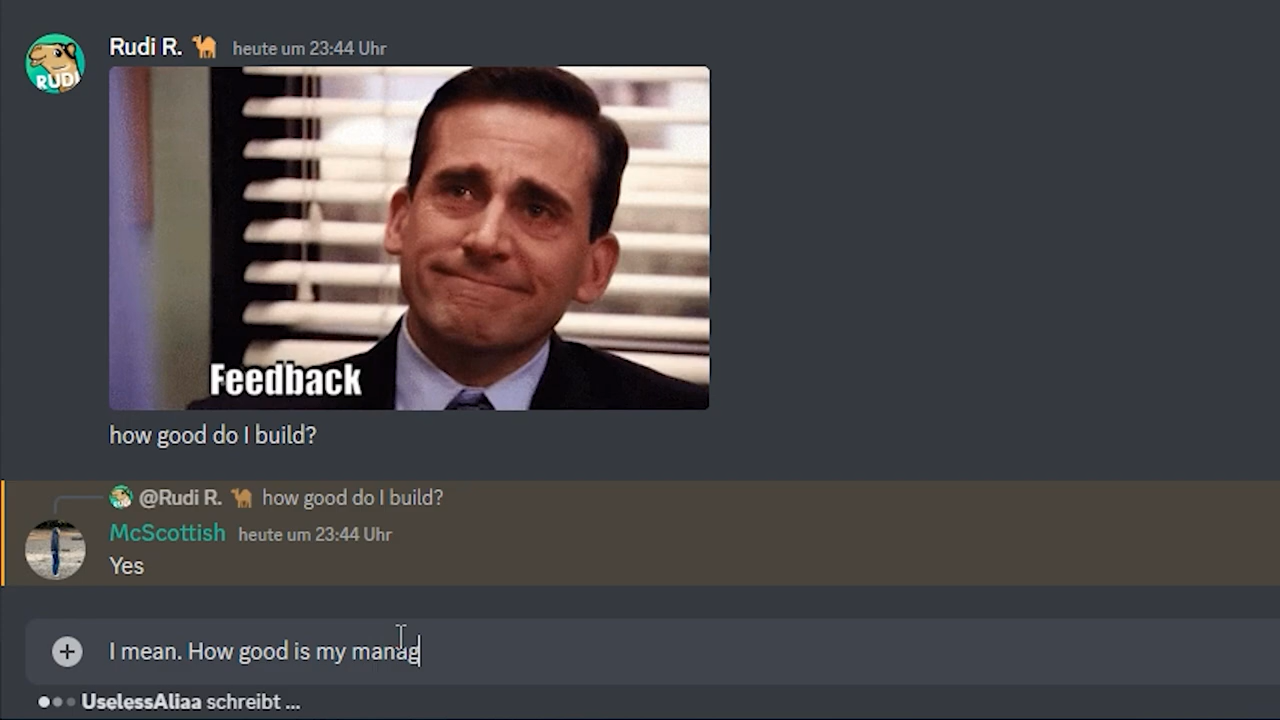 Rudi R. 🐪 heute um 23:44 Uhr
RUDI
Feedback
how good do I build?
@Rudi R. 🐪 how good do I build?
McScottish heute um 23:44 Uhr
Yes
I mean. How good is my manag
UselessAliaa schreibt ...